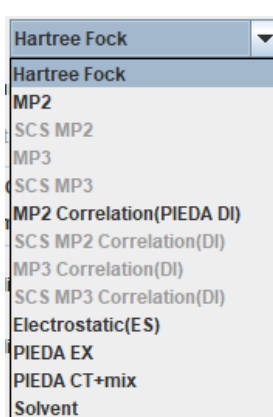 Hartree Fock
Hartree Fock
MP2
SCS MP2
MP3
SCS MP3
MP2 Correlation(PIEDA DI)
SCS MP2 Correlation(DI)
MP3 Correlation(DI)
SCS MP3 Correlation(DI)
Electrostatic(ES)
PIEDA EX
PIEDA CT+mix
Solvent